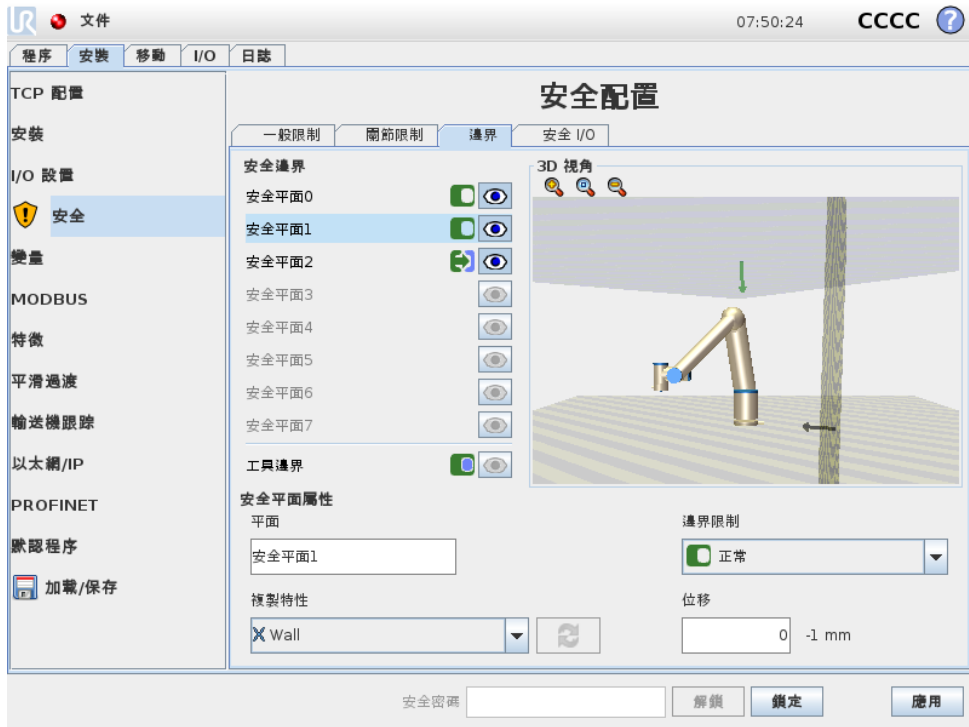 UR 文件 07:50:24 CCCC ?
程序 安裝 移動 I/O 日誌
TCP 配置
安裝
I/O 設置
安全
變量
MODBUS
特徵
平滑過渡
輸送機跟踪
以太網/IP
PROFINET
默認程序
加載/保存
安全配置
一般限制 關節限制 邊界 安全 I/O
安全邊界
安全平面0
安全平面1
安全平面2
安全平面3
安全平面4
安全平面5
安全平面6
安全平面7
工具邊界
3D 視角
安全平面屬性
平面
安全平面1
複製特性
Wall
邊界限制
正常
位移
0 -1 mm
安全密碼 解鎖 鎖定 應用